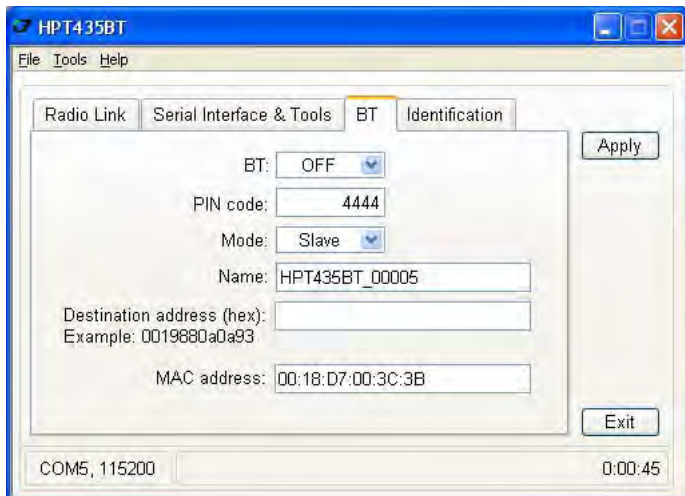 HPT435BT
File Tools Help
Radio Link Serial Interface & Tools BT Identification
Apply
BT: OFF
PIN code: 4444
Mode: Slave
Name: HPT435BT_00005
Destination address (hex):
Example: 0019880a0a93
MAC address: 00:18:D7:00:3C:3B
Exit
COM5, 115200 0:00:45